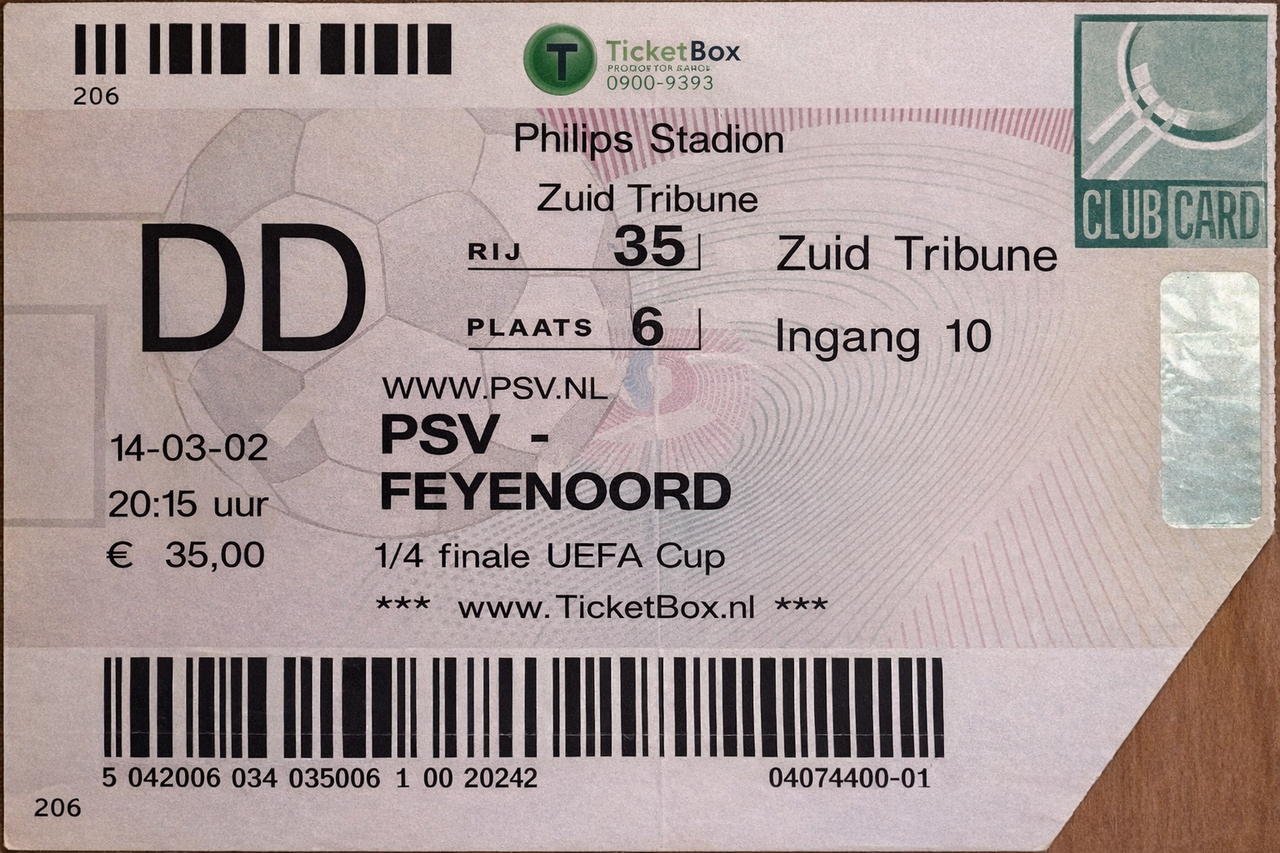 206
T
TicketBox
0900-9393
Philips Stadion
Zuid Tribune
DD
RIJ 35
Zuid Tribune
PLAATS 6
Ingang 10
CLUB CARD
WWW.PSV.NL
PSV -
FEYENOORD
14-03-02
20:15 uur
€ 35,00
1/4 finale UEFA Cup
*** www.TicketBox.nl ***
5 042006 034 035006 1 00 20242
04074400-01
206